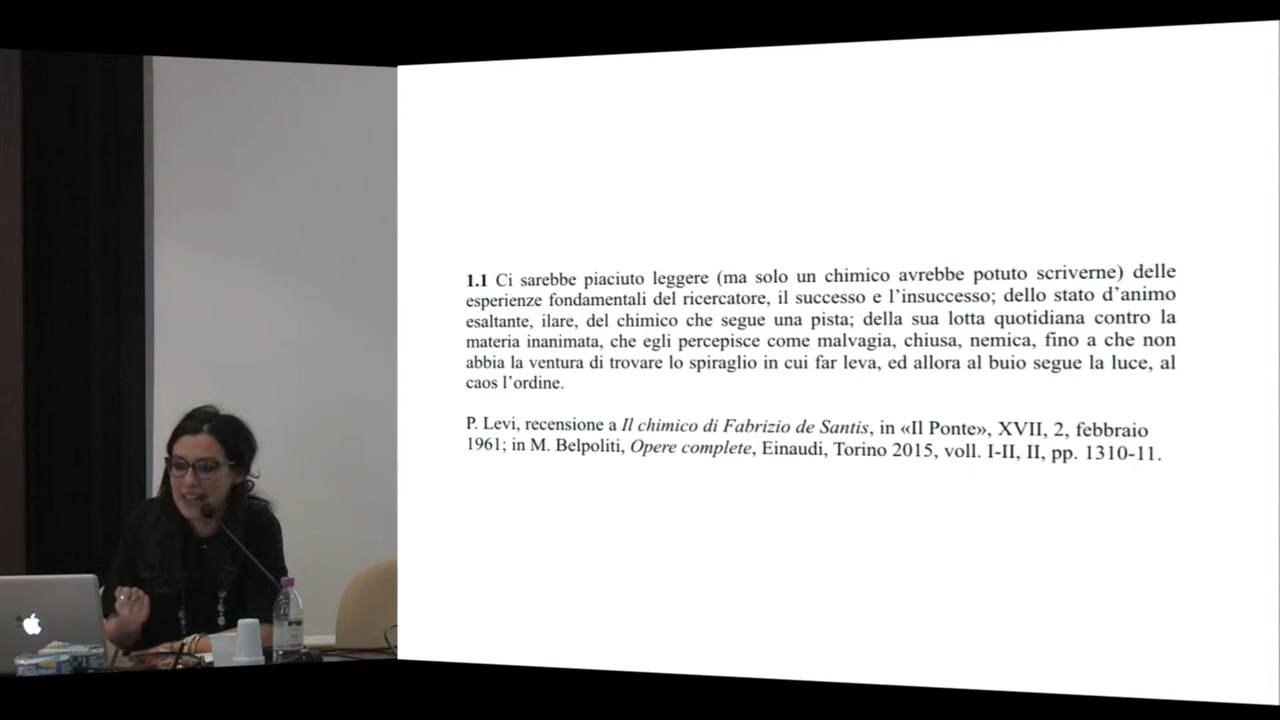 1.1 Ci sarebbe piaciuto leggere (ma solo un chimico avrebbe potuto scriverne) delle
esperienze fondamentali del ricercatore, il successo e l’insuccesso; dello stato d’animo
esaltante, ilare, del chimico che segue una pista; della sua lotta quotidiana contro la
materia inanimata, che egli percepisce come malvagia, chiusa, nemica, fino a che non
abbia la ventura di trovare lo spiraglio in cui far leva, ed allora al buio segue la luce, al
caos l’ordine.
P. Levi, recensione a Il chimico di Fabrizio de Santis, in «Il Ponte», XVII, 2, febbraio
1961; in M. Belpoliti, Opere complete, Einaudi, Torino 2015, voll. I-II, II, pp. 1310-11.